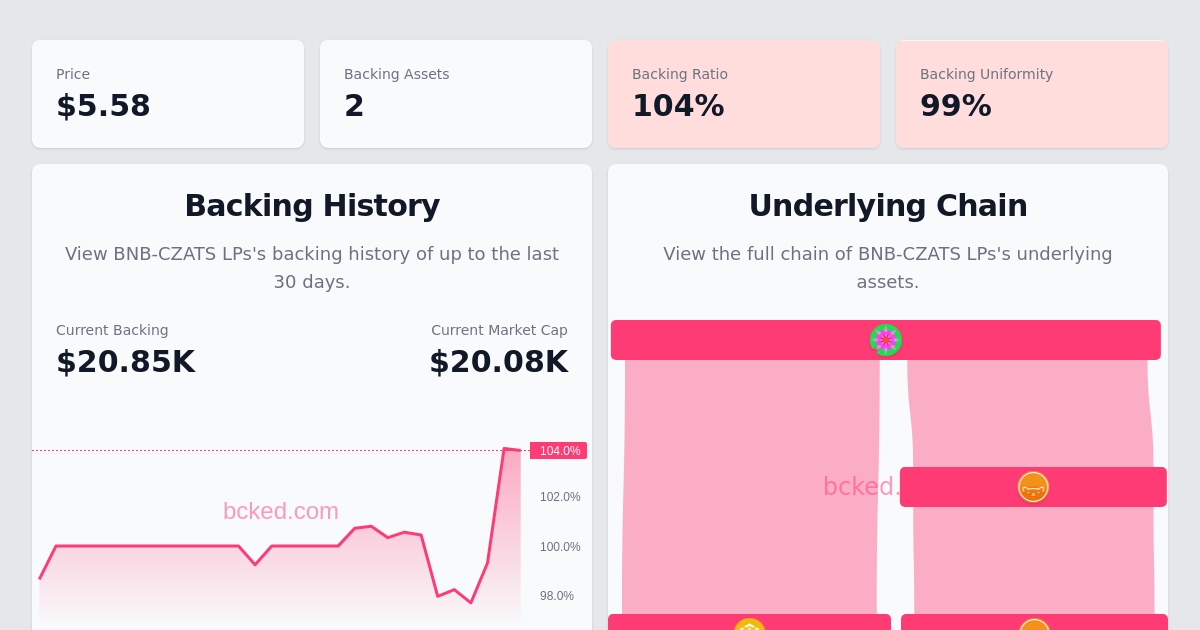 Price
$5.58
Backing Assets
2
Backing Ratio
104%
Backing Uniformity
99%
Backing History
View BNB-CZATS LPs's backing history of up to the last
30 days.
Current Backing
$20.85K
Current Market Cap
$20.08K
104.0%
102.0%
100.0%
98.0%
bcked.com
Underlying Chain
View the full chain of BNB-CZATS LPs's underlying
assets.
bcked.